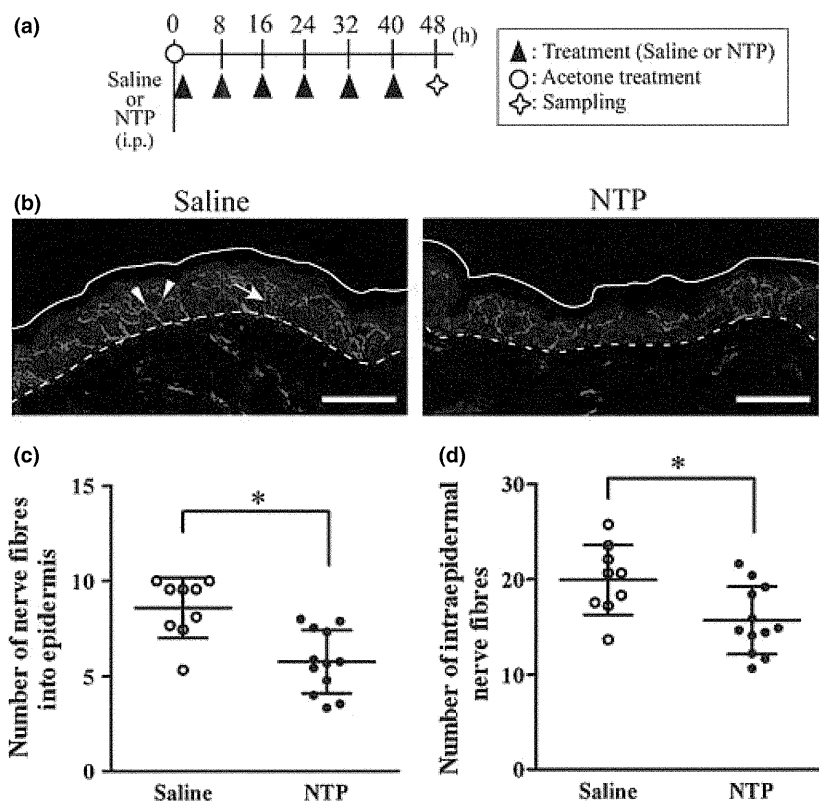 (a)
0 8 16 24 32 40 48 (h)
Saline
or
NTP
(i.p.)
▲: Treatment (Saline or NTP)
○: Acetone treatment
✧: Sampling
(b)
Saline NTP
(c)
Number of nerve fibres
into epidermis
15
10
5
0
*
Saline NTP
(d)
Number of intraepidermal
nerve fibres
30
20
10
0
*
Saline NTP